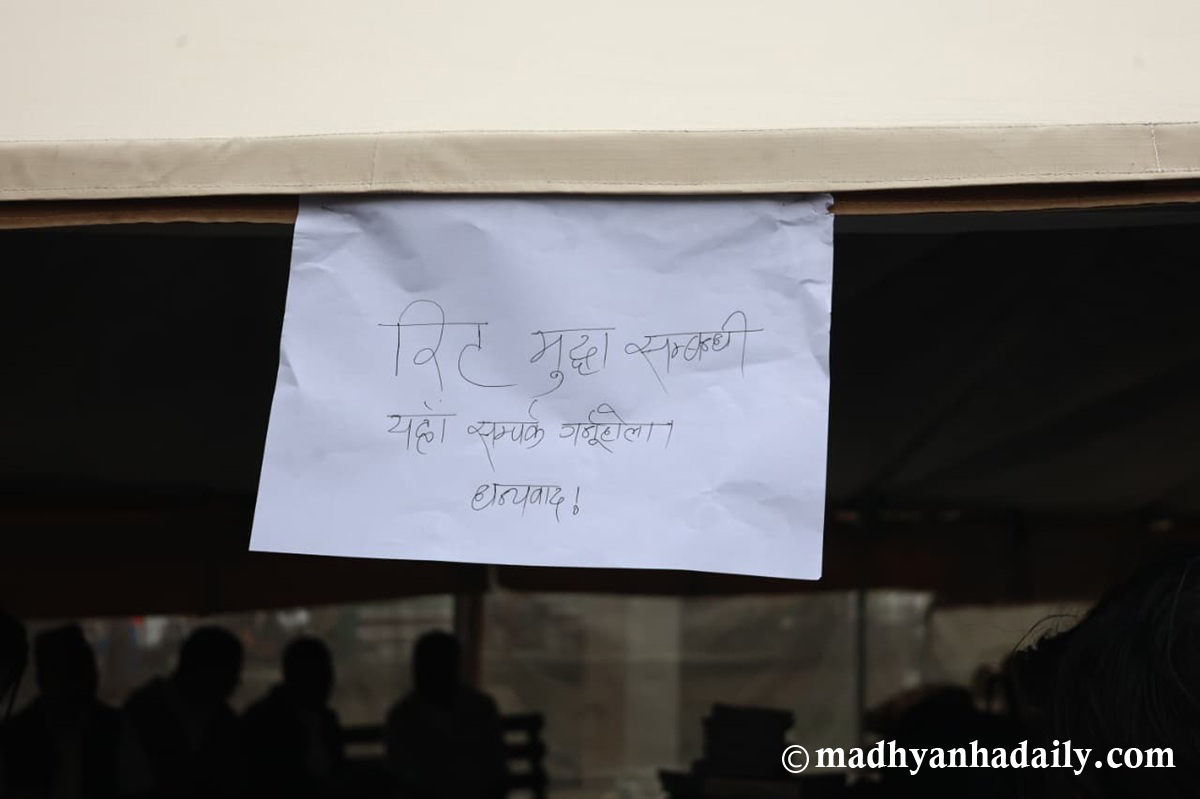 रिट मुद्दा सम्बन्धी
यहाँ सम्पर्क गर्नुहोला।
धन्यवाद!
© madhyanhadaily.com